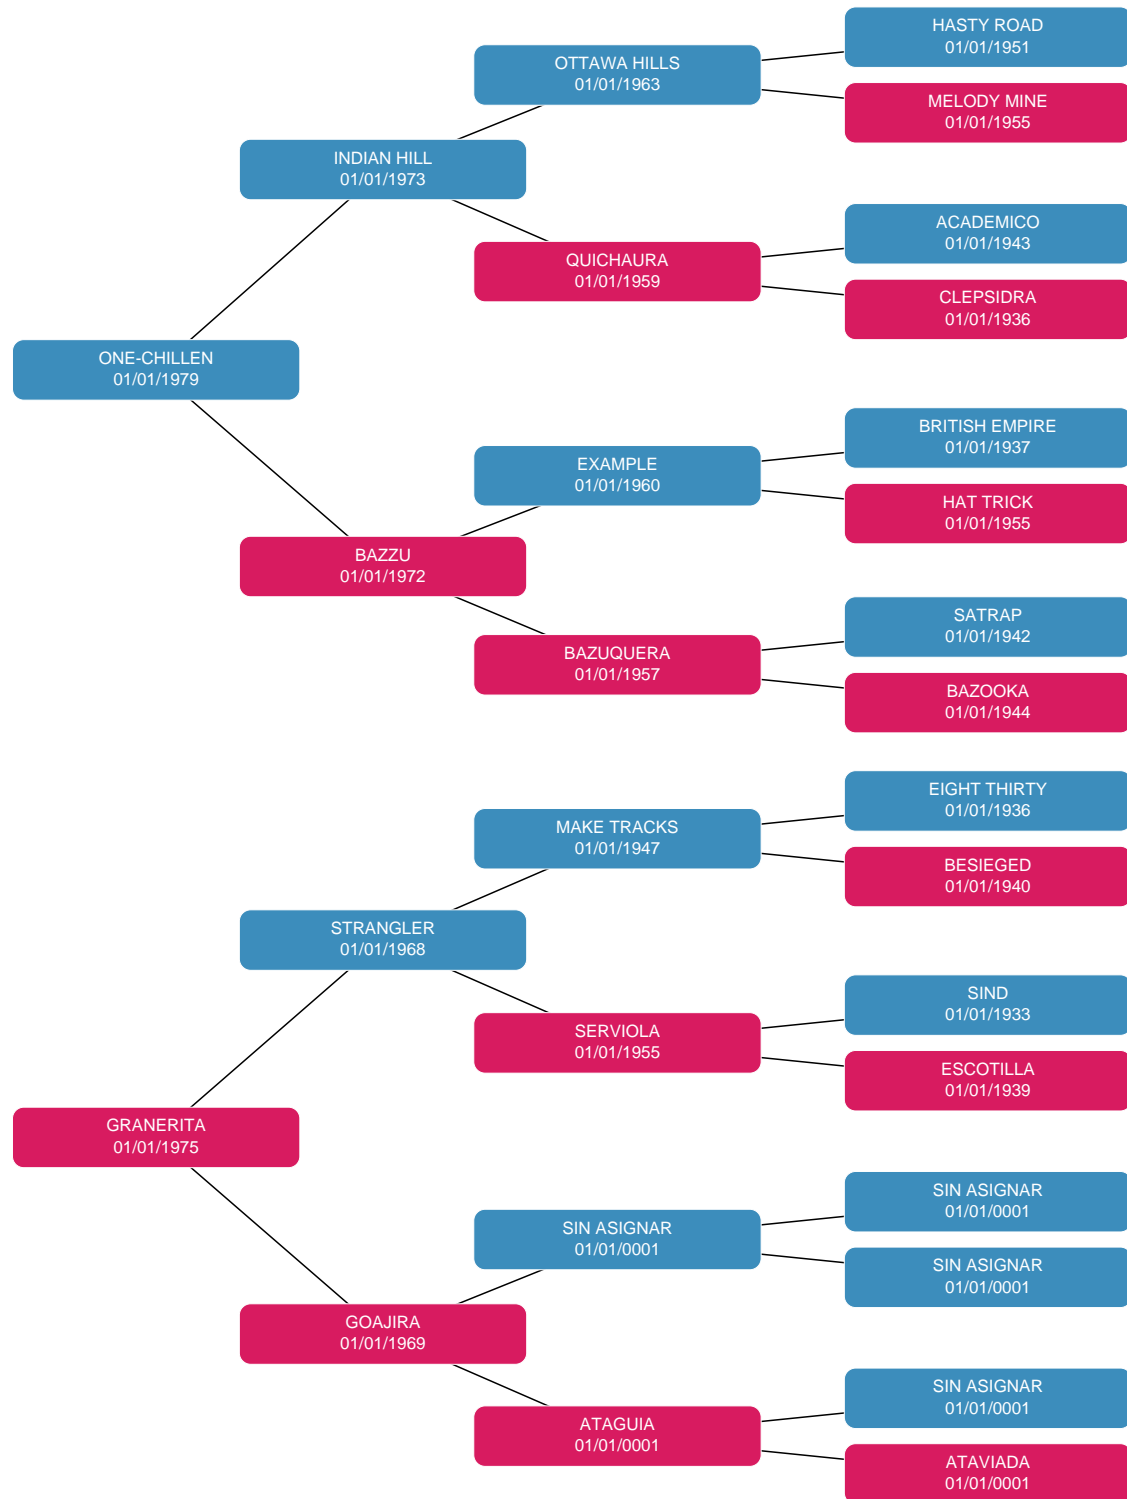 HASTY ROAD
01/01/1951
OTTAWA HILLS
01/01/1963
MELODY MINE
01/01/1955
INDIAN HILL
01/01/1973
ACADEMICO
01/01/1943
QUICHAURA
01/01/1959
CLEPSIDRA
01/01/1936
ONE-CHILLEN
01/01/1979
BRITISH EMPIRE
01/01/1937
EXAMPLE
01/01/1960
HAT TRICK
01/01/1955
BAZZU
01/01/1972
SATRAP
01/01/1942
BAZUQUERA
01/01/1957
BAZOOKA
01/01/1944
EIGHT THIRTY
01/01/1936
MAKE TRACKS
01/01/1947
BESIEGED
01/01/1940
STRANGLER
01/01/1968
SIND
01/01/1933
SERVIOLA
01/01/1955
ESCOTILLA
01/01/1939
GRANERITA
01/01/1975
SIN ASIGNAR
01/01/0001
SIN ASIGNAR
01/01/0001
SIN ASIGNAR
01/01/0001
GOAJIRA
01/01/1969
SIN ASIGNAR
01/01/0001
ATAGUIA
01/01/0001
ATAVIADA
01/01/0001